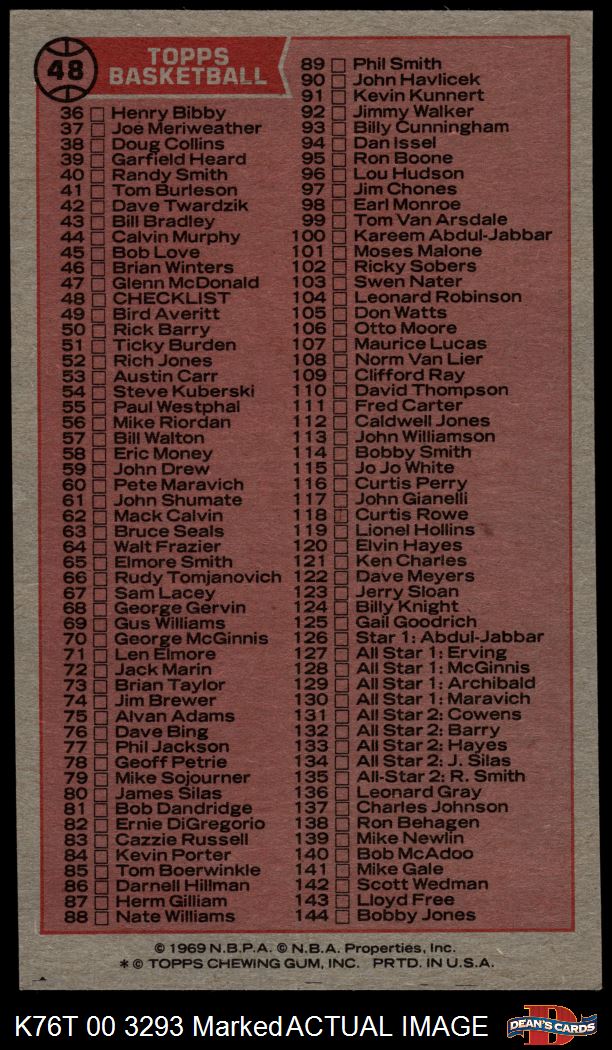 48
TOPPS
BASKETBALL
36 Henry Bibby
37 Joe Meriweather
38 Doug Collins
39 Garfield Heard
40 Randy Smith
41 Tom Burleson
42 Dave Twardzik
43 Bill Bradley
44 Calvin Murphy
45 Bob Love
46 Brian Winters
47 Glenn McDonald
48 CHECKLIST
49 Bird Averitt
50 Rick Barry
51 Ticky Burden
52 Rich Jones
53 Austin Carr
54 Steve Kuberski
55 Paul Westphal
56 Mike Riordan
57 Bill Walton
58 Eric Money
59 John Drew
60 Pete Maravich
61 John Shumate
62 Mack Calvin
63 Bruce Seals
64 Walt Frazier
65 Elmore Smith
66 Rudy Tomjanovich
67 Sam Lacey
68 George Gervin
69 Gus Williams
70 George McGinnis
71 Len Elmore
72 Jack Marin
73 Brian Taylor
74 Jim Brewer
75 Alvan Adams
76 Dave Bing
77 Phil Jackson
78 Geoff Petrie
79 Mike Sojourner
80 James Silas
81 Bob Dandridge
82 Ernie DiGregorio
83 Cazzie Russell
84 Kevin Porter
85 Tom Boerwinkle
86 Darnell Hillman
87 Herm Gilliam
88 Nate Williams
89 Phil Smith
90 John Havlicek
91 Kevin Kunnert
92 Jimmy Walker
93 Billy Cunningham
94 Dan Issel
95 Ron Boone
96 Lou Hudson
97 Jim Chones
98 Earl Monroe
99 Tom Van Arsdale
100 Kareem Abdul-Jabbar
101 Moses Malone
102 Ricky Sobers
103 Swen Nater
104 Leonard Robinson
105 Don Watts
106 Otto Moore
107 Maurice Lucas
108 Norm Van Lier
109 Clifford Ray
110 David Thompson
111 Fred Carter
112 Caldwell Jones
113 John Williamson
114 Bobby Smith
115 Jo Jo White
116 Curtis Perry
117 John Gianelli
118 Curtis Rowe
119 Lionel Hollins
120 Elvin Hayes
121 Ken Charles
122 Dave Meyers
123 Jerry Sloan
124 Billy Knight
125 Gail Goodrich
126 Star 1: Abdul-Jabbar
127 All Star 1: Erving
128 All Star 1: McGinnis
129 All Star 1: Archibald
130 All Star 1: Maravich
131 All Star 2: Cowens
132 All Star 2: Barry
133 All Star 2: Hayes
134 All Star 2: J. Silas
135 All-Star 2: R. Smith
136 Leonard Gray
137 Charles Johnson
138 Ron Behagen
139 Mike Newlin
140 Bob McAdoo
141 Mike Gale
142 Scott Wedman
143 Lloyd Free
144 Bobby Jones
© 1969 N.B.P.A. © N.B.A. Properties, Inc.
* © TOPPS CHEWING GUM, INC. PRTD. IN U.S.A.
K76T 00 3293 Marked ACTUAL IMAGE
D
DEAN'S CARDS